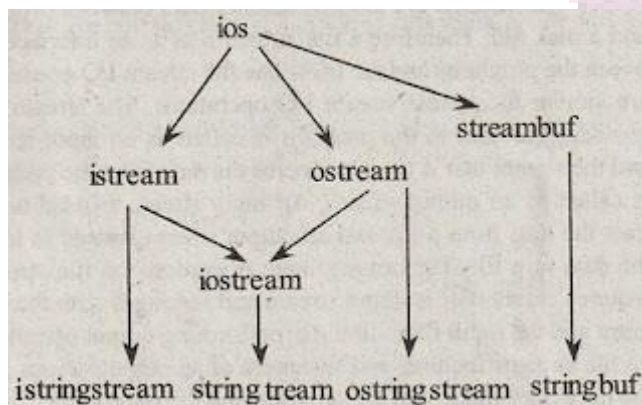 ios
streambuf
istream ostream
iostream
istringstream string tream ostringstream stringbuf